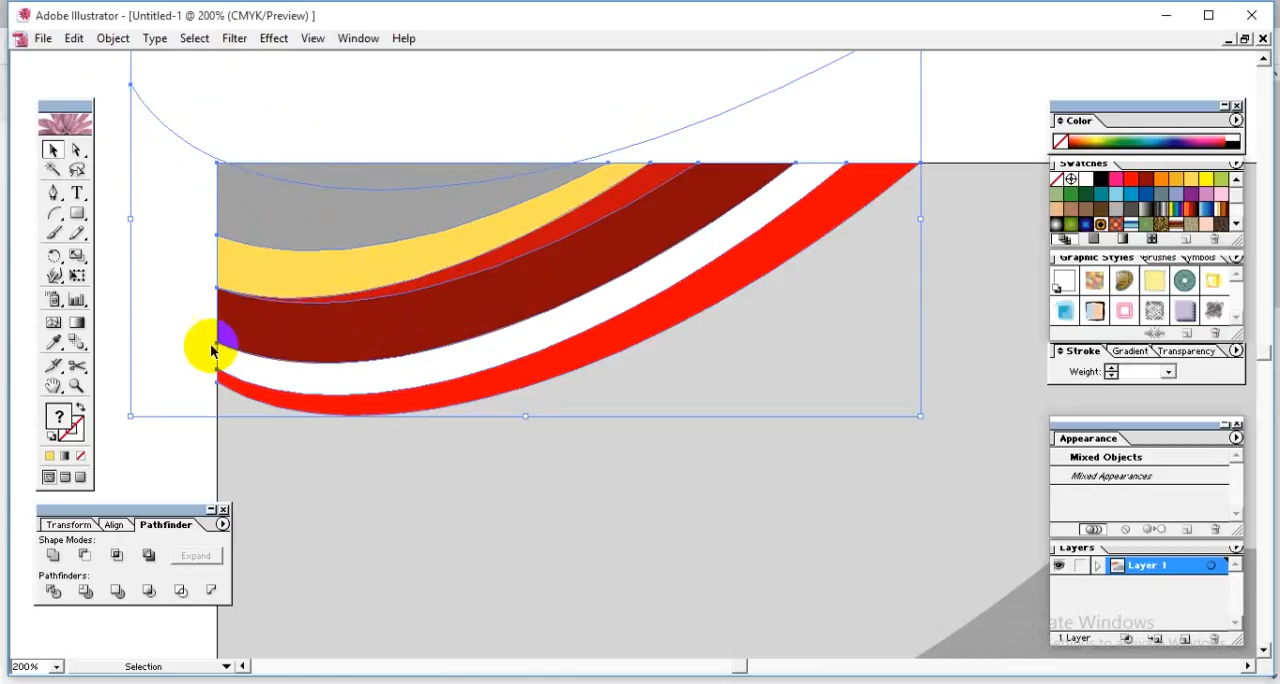 Adobe Illustrator - [Untitled-1 @ 200% (CMYK/Preview) ]
File Edit Object Type Select Filter Effect View Window Help
Color
Swatches
Graphic Styles Brushes Symbols
Stroke Gradient Transparency
Weight:
T
?
Appearance
Mixed Objects
Mixed Appearances
Transform Align Pathfinder
Shape Modes:
Expand
Pathfinders:
Layers
Layer 1
ate Windows
1 Layer
200% Selection